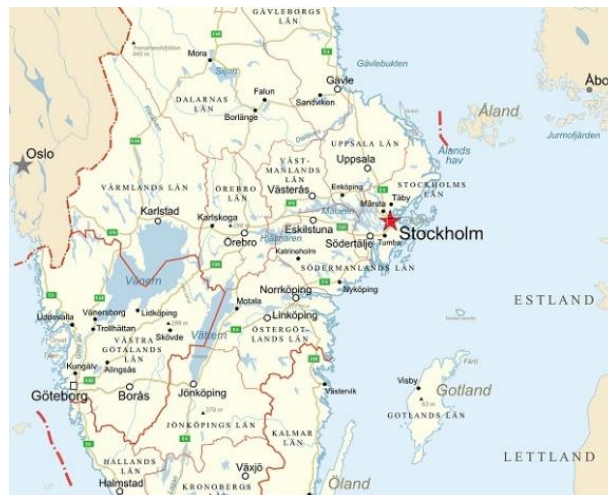 GÄVLEBORGS
LÄN
Mora
Siljan
Gävlebukten
Gävle
Falun
Sandviken
DALARNAS
LÄN
Borlänge
Åland
Åbo
Jurmofjärden
UPPSALA LÄN
Ålands
hav
Oslo
VÄST-
MANLANDS
LÄN
Uppsala
VÄRMLANDS LÄN
ÖREBRO
LÄN
Västerås
Enköping
STOCKHOLMS
LÄN
Märsta
Täby
Karlstad
Karlskoga
Mälaren
Eskilstuna
Stockholm
Örebro
Hjälmaren
Södertälje
Tumba
Katrineholm
SÖDERMANLANDS LÄN
Vänern
Nyköping
Norrköping
ESTLAND
Motala
Linköping
Vänersborg
Lidköping
Uddevalla
Trollhättan
Skövde
Vättern
ÖSTERGÖT-
LANDS LÄN
VÄSTRA
GÖTALANDS
LÄN
Kungälv
Alingsås
Fårö
Visby
Gotland
63 m
GOTLANDS LÄN
Göteborg
Borås
Jönköping
Västervik
JÖNKÖPINGS LÄN
KALMAR
LÄN
LETTLAND
HALLANDS
LÄN
Växjö
Öland
Halmstad
KRONOBERGS